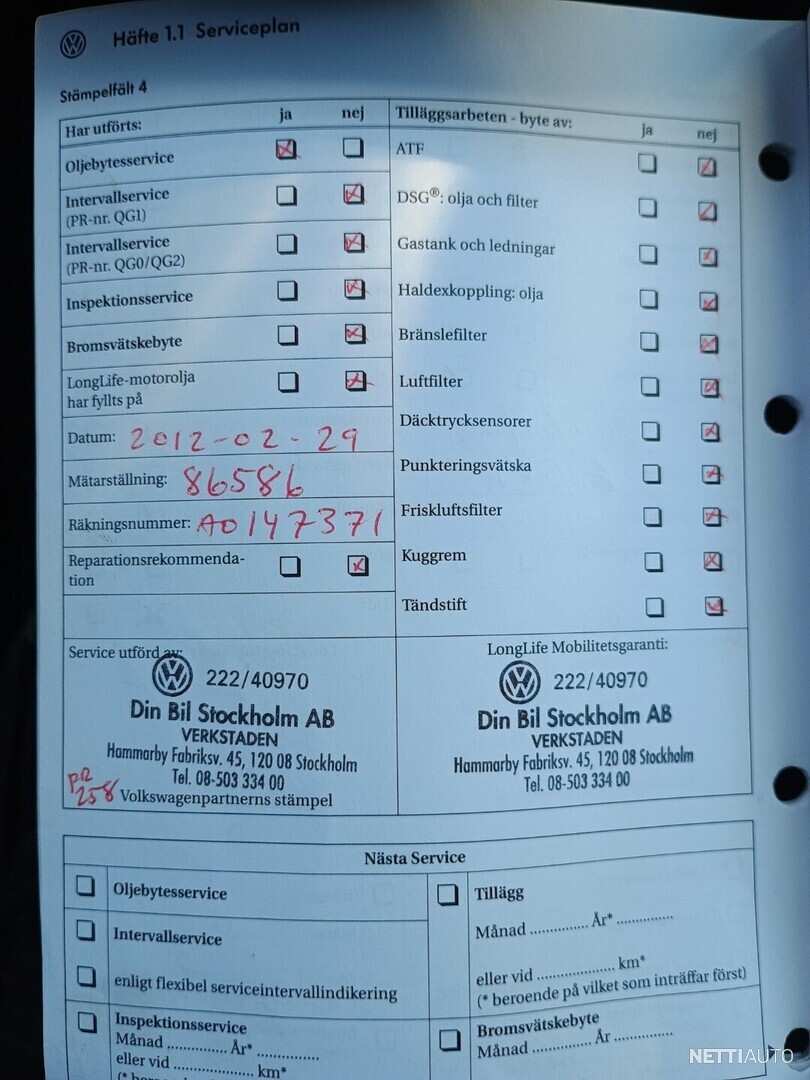 Häfte 1.1 Serviceplan
Stämpelfält 4
Har utförts: ja nej
Oljebytesservice
Intervallservice
(PR-nr. QG1)
Intervallservice
(PR-nr. QG0/QG2)
Inspektionsservice
Bromsvätskebyte
LongLife-motorolja
har fyllts på
Datum: 2012-02-29
Mätarställning: 86586
Räkningsnummer: A0147371
Reparationsrekommenda-
tion
Tilläggsarbeten - byte av: ja nej
ATF
DSG®: olja och filter
Gastank och ledningar
Haldexkoppling: olja
Bränslefilter
Luftfilter
Däcktrycksensorer
Punkteringsvätska
Friskluftsfilter
Kuggrem
Tändstift
Service utförd av:
222/40970
Din Bil Stockholm AB
VERKSTADEN
Hammarby Fabriksv. 45, 120 08 Stockholm
Tel. 08-503 334 00
258 Volkswagenpartnerns stämpel
LongLife Mobilitetsgaranti:
222/40970
Din Bil Stockholm AB
VERKSTADEN
Hammarby Fabriksv. 45, 120 08 Stockholm
Tel. 08-503 334 00
Nästa Service
Oljebytesservice
Intervallservice
enligt flexibel serviceintervallindikering
Inspektionsservice
Månad .............. År* ..............
eller vid .................... km*
Tillägg
Månad .............. År* ..............
eller vid .................... km*
(* beroende på vilket som inträffar först)
Bromsvätskebyte
Månad .............. År ..............
NETTIAUTO